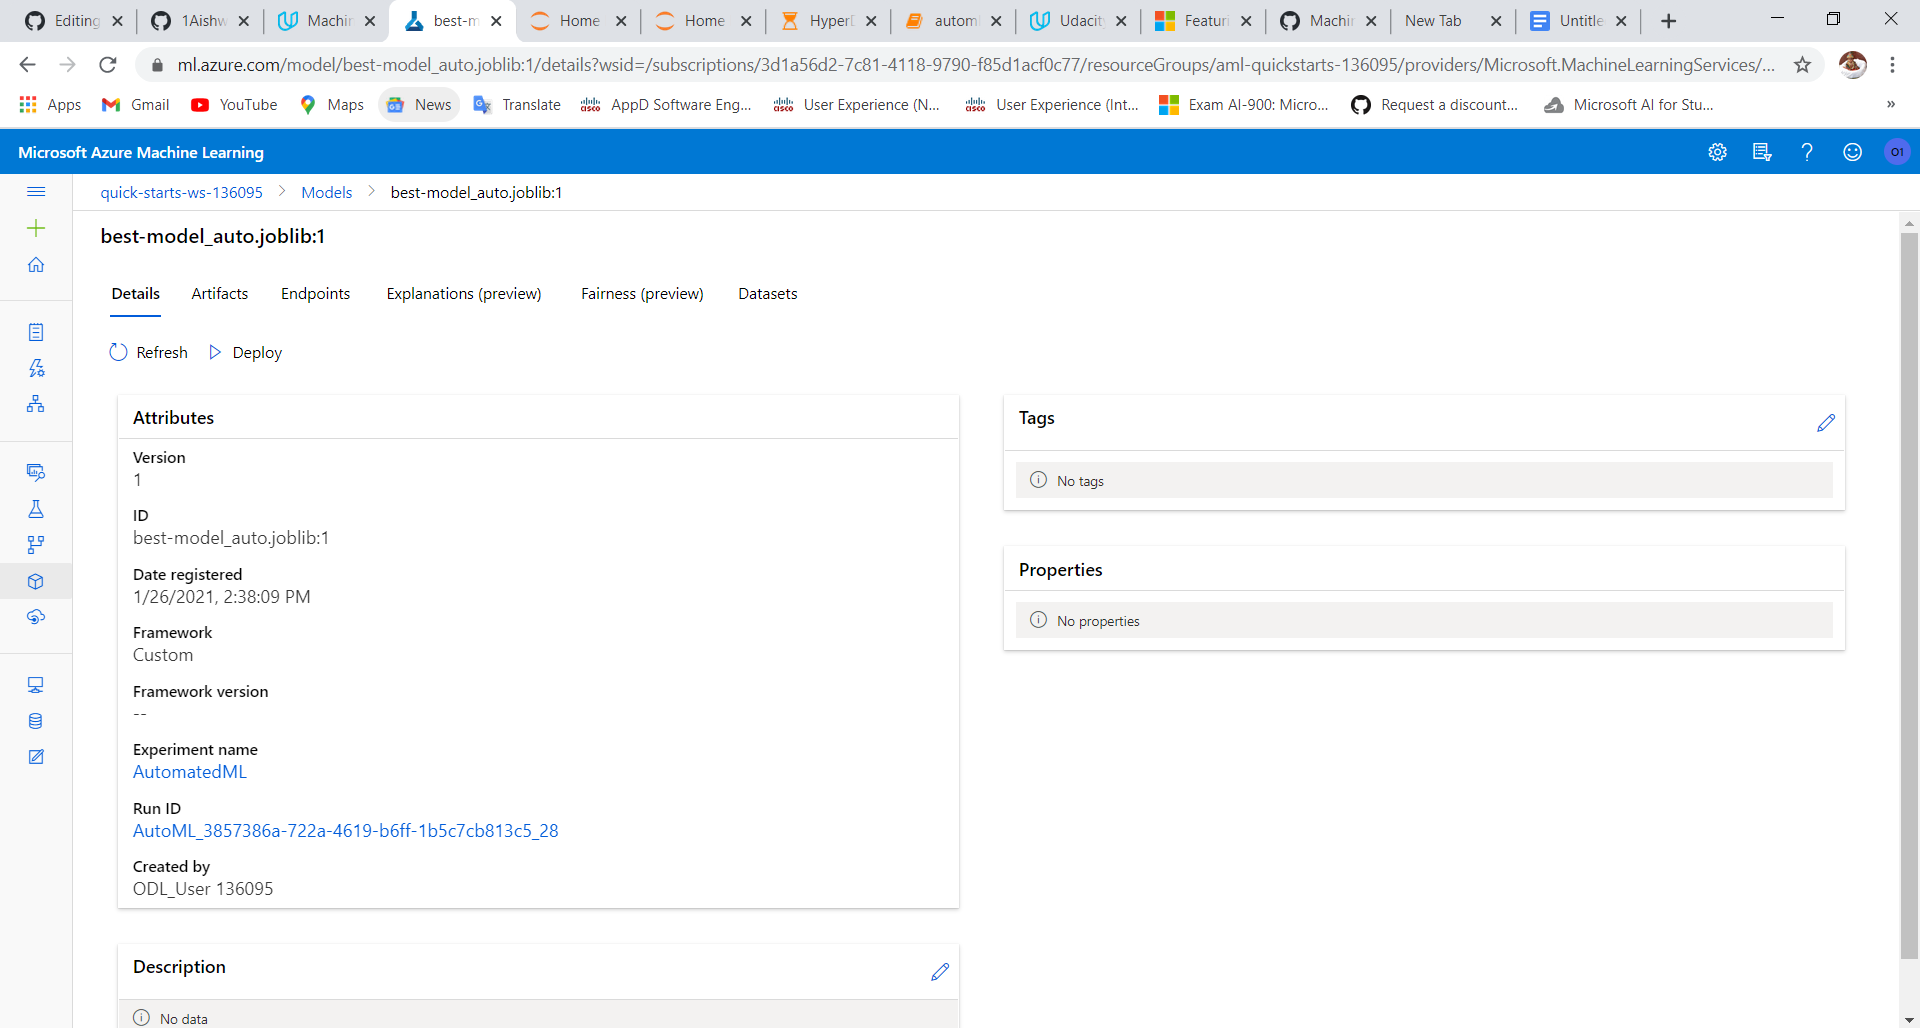 Editing
1Aishw
Machin
best-m
Home
Home
Hyper
autom
Udacit
Featuri
Machin
New Tab
Untitle
ml.azure.com/model/best-model_auto.joblib:1/details?wsid=/subscriptions/3d1a56d2-7c81-4118-9790-f85d1acf0c77/resourceGroups/aml-quickstarts-136095/providers/Microsoft.MachineLearningServices/...
Apps Gmail YouTube Maps News Translate AppD Software Eng... User Experience (N... User Experience (Int... Exam AI-900: Micro... Request a discount... Microsoft AI for Stu... »
Microsoft Azure Machine Learning
O1
quick-starts-ws-136095 > Models > best-model_auto.joblib:1
best-model_auto.joblib:1
Details Artifacts Endpoints Explanations (preview) Fairness (preview) Datasets
Refresh Deploy
Attributes
Version
1
ID
best-model_auto.joblib:1
Date registered
1/26/2021, 2:38:09 PM
Framework
Custom
Framework version
--
Experiment name
AutomatedML
Run ID
AutoML_3857386a-722a-4619-b6ff-1b5c7cb813c5_28
Created by
ODL_User 136095
Description
No data
Tags
No tags
Properties
No properties